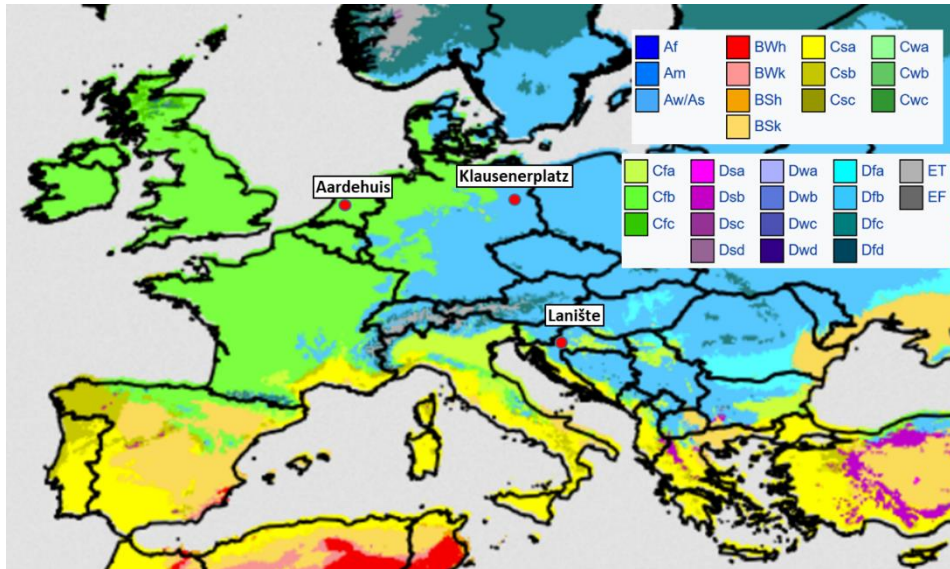 Af
BWh
Csa
Cwa
Am
BWk
Csb
Cwb
Aw/As
BSh
Csc
Cwc
BSk
Cfa
Dsa
Dwa
Dfa
ET
Cfb
Dsb
Dwb
Dfb
EF
Cfc
Dsc
Dwc
Dfc
Dsd
Dwd
Dfd
Klausenerplatz
Aardehuis
Lanište